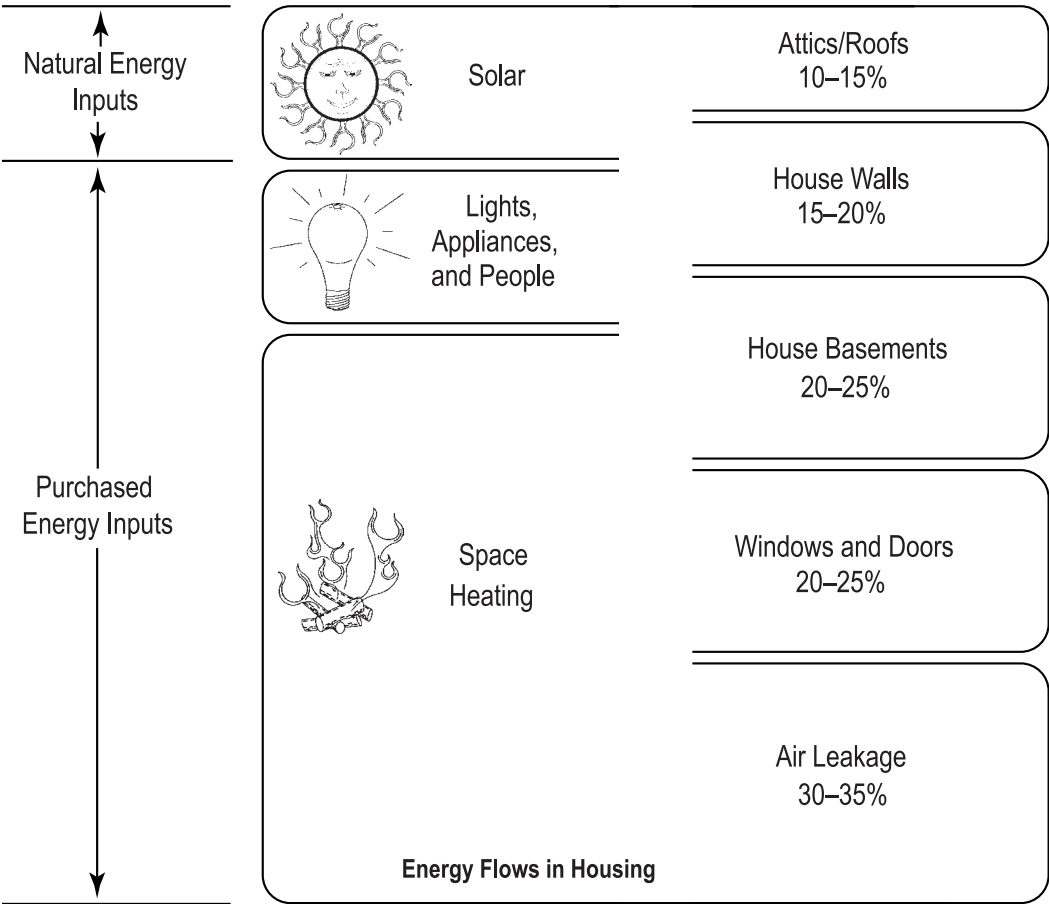 Natural Energy
Inputs
Solar
Attics/Roofs
10–15%
House Walls
15–20%
Lights,
Appliances,
and People
House Basements
20–25%
Purchased
Energy Inputs
Space
Heating
Windows and Doors
20–25%
Air Leakage
30–35%
Energy Flows in Housing